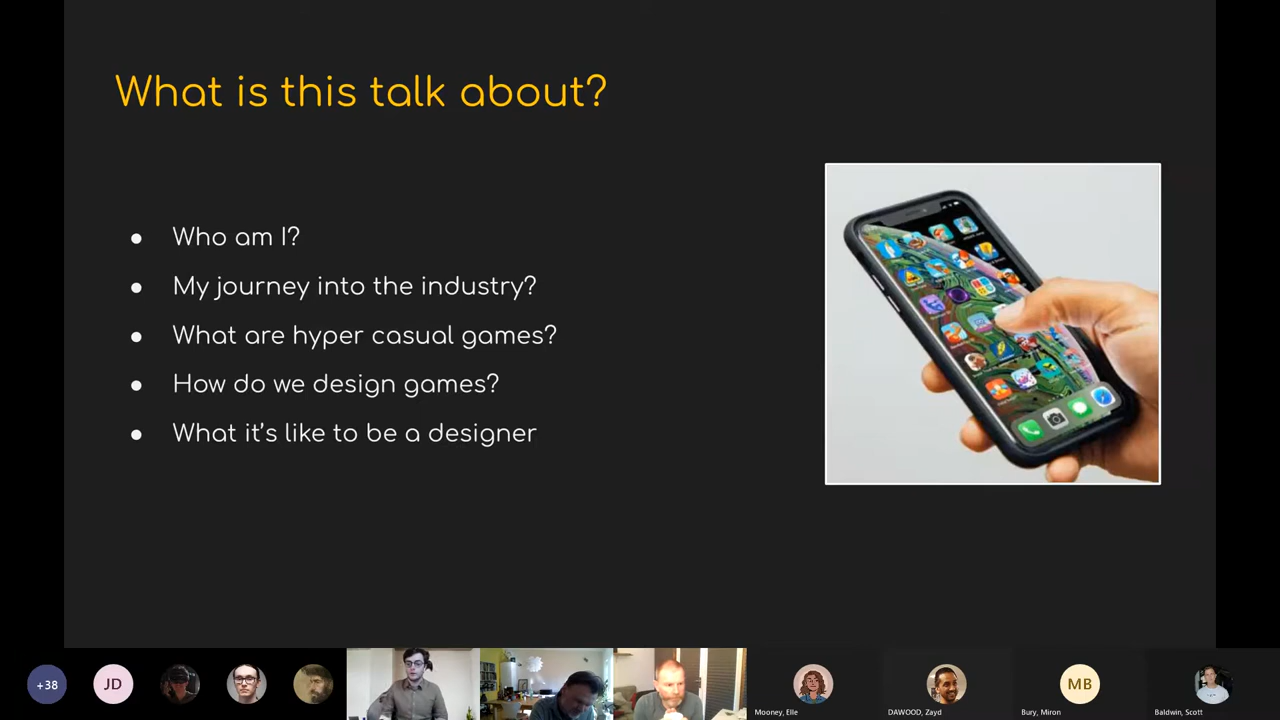 What is this talk about?
● Who am I?
● My journey into the industry?
● What are hyper casual games?
● How do we design games?
● What it's like to be a designer
+38
JD
MB
Mooney, Elle
DAWOOD, Zayd
Bury, Miron
Baldwin, Scott